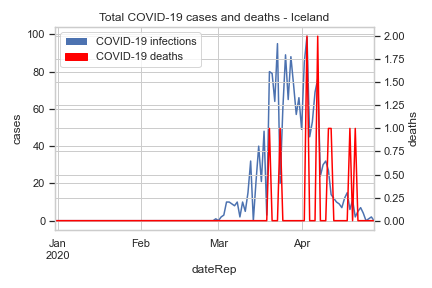 Total COVID-19 cases and deaths - Iceland
COVID-19 infections
COVID-19 deaths
cases
100
80
60
40
20
0
deaths
2.00
1.75
1.50
1.25
1.00
0.75
0.50
0.25
0.00
Jan
2020
Feb
Mar
Apr
dateRep